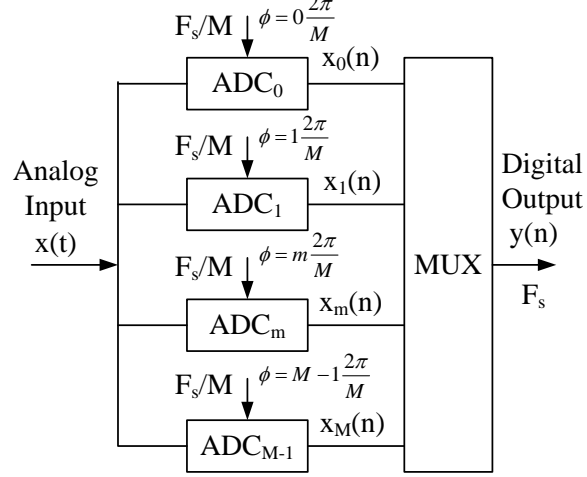 F_s/M
ϕ=0 2π/M
x_0(n)
ADC_0
F_s/M
ϕ=1 2π/M
x_1(n)
ADC_1
Analog
Input
x(t)
F_s/M
ϕ=m 2π/M
x_m(n)
ADC_m
F_s/M
ϕ=M−1 2π/M
x_M(n)
ADC_M-1
MUX
Digital
Output
y(n)
F_s